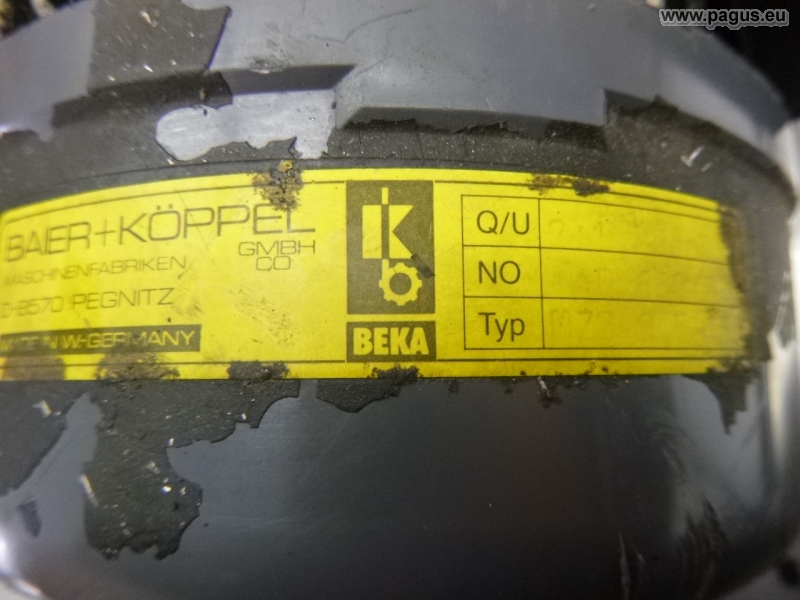 www.pagus.eu
BAIER+KÖPPEL
GMBH
CO
MASCHINENFABRIKEN
D-8570 PEGNITZ
MADE IN W-GERMANY
BEKA
Q/U
NO
Typ